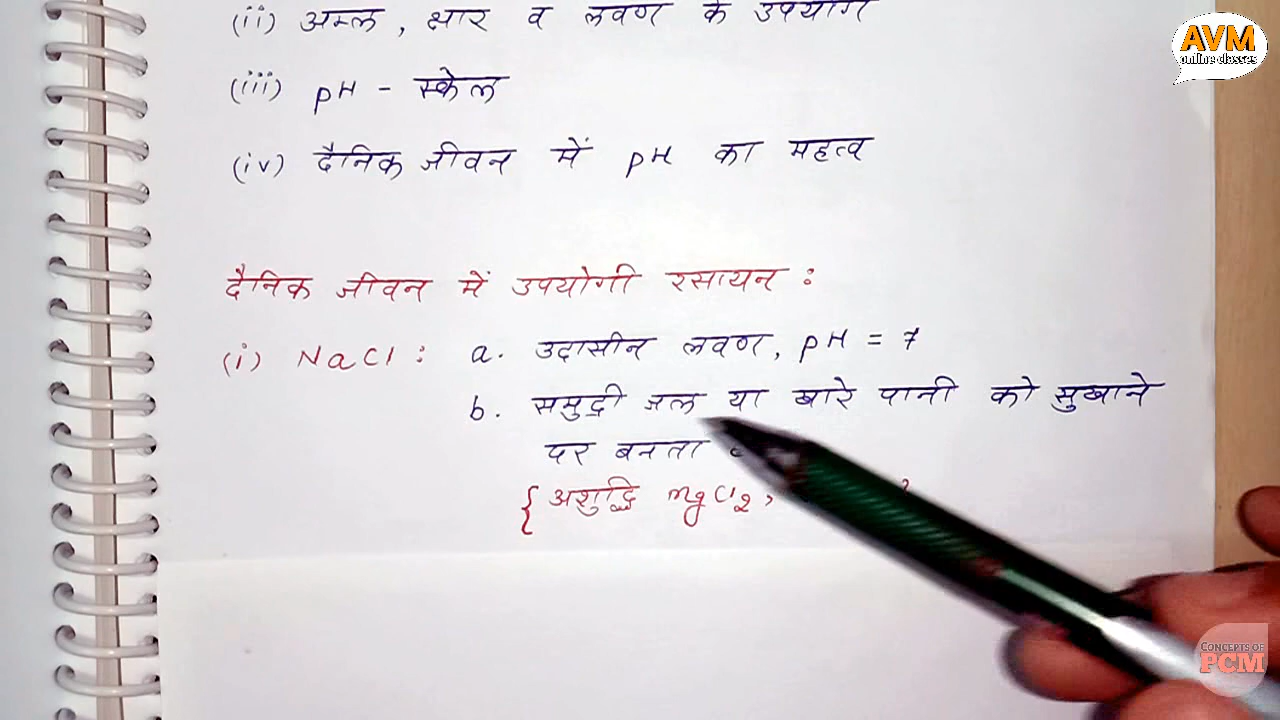 (ii) अम्ल, क्षार व लवण के उपयोग
(iii) pH - स्केल
(iv) दैनिक जीवन में pH का महत्व
दैनिक जीवन में उपयोगी रसायन :
(i) NaCl : a. उदासीन लवण, pH = 7
b. समुद्री जल या खारे पानी को सुखाने
पर बनता
{ अशुद्धि MgCl2,
AVM
online classes
CONCEPTS OF
PCM